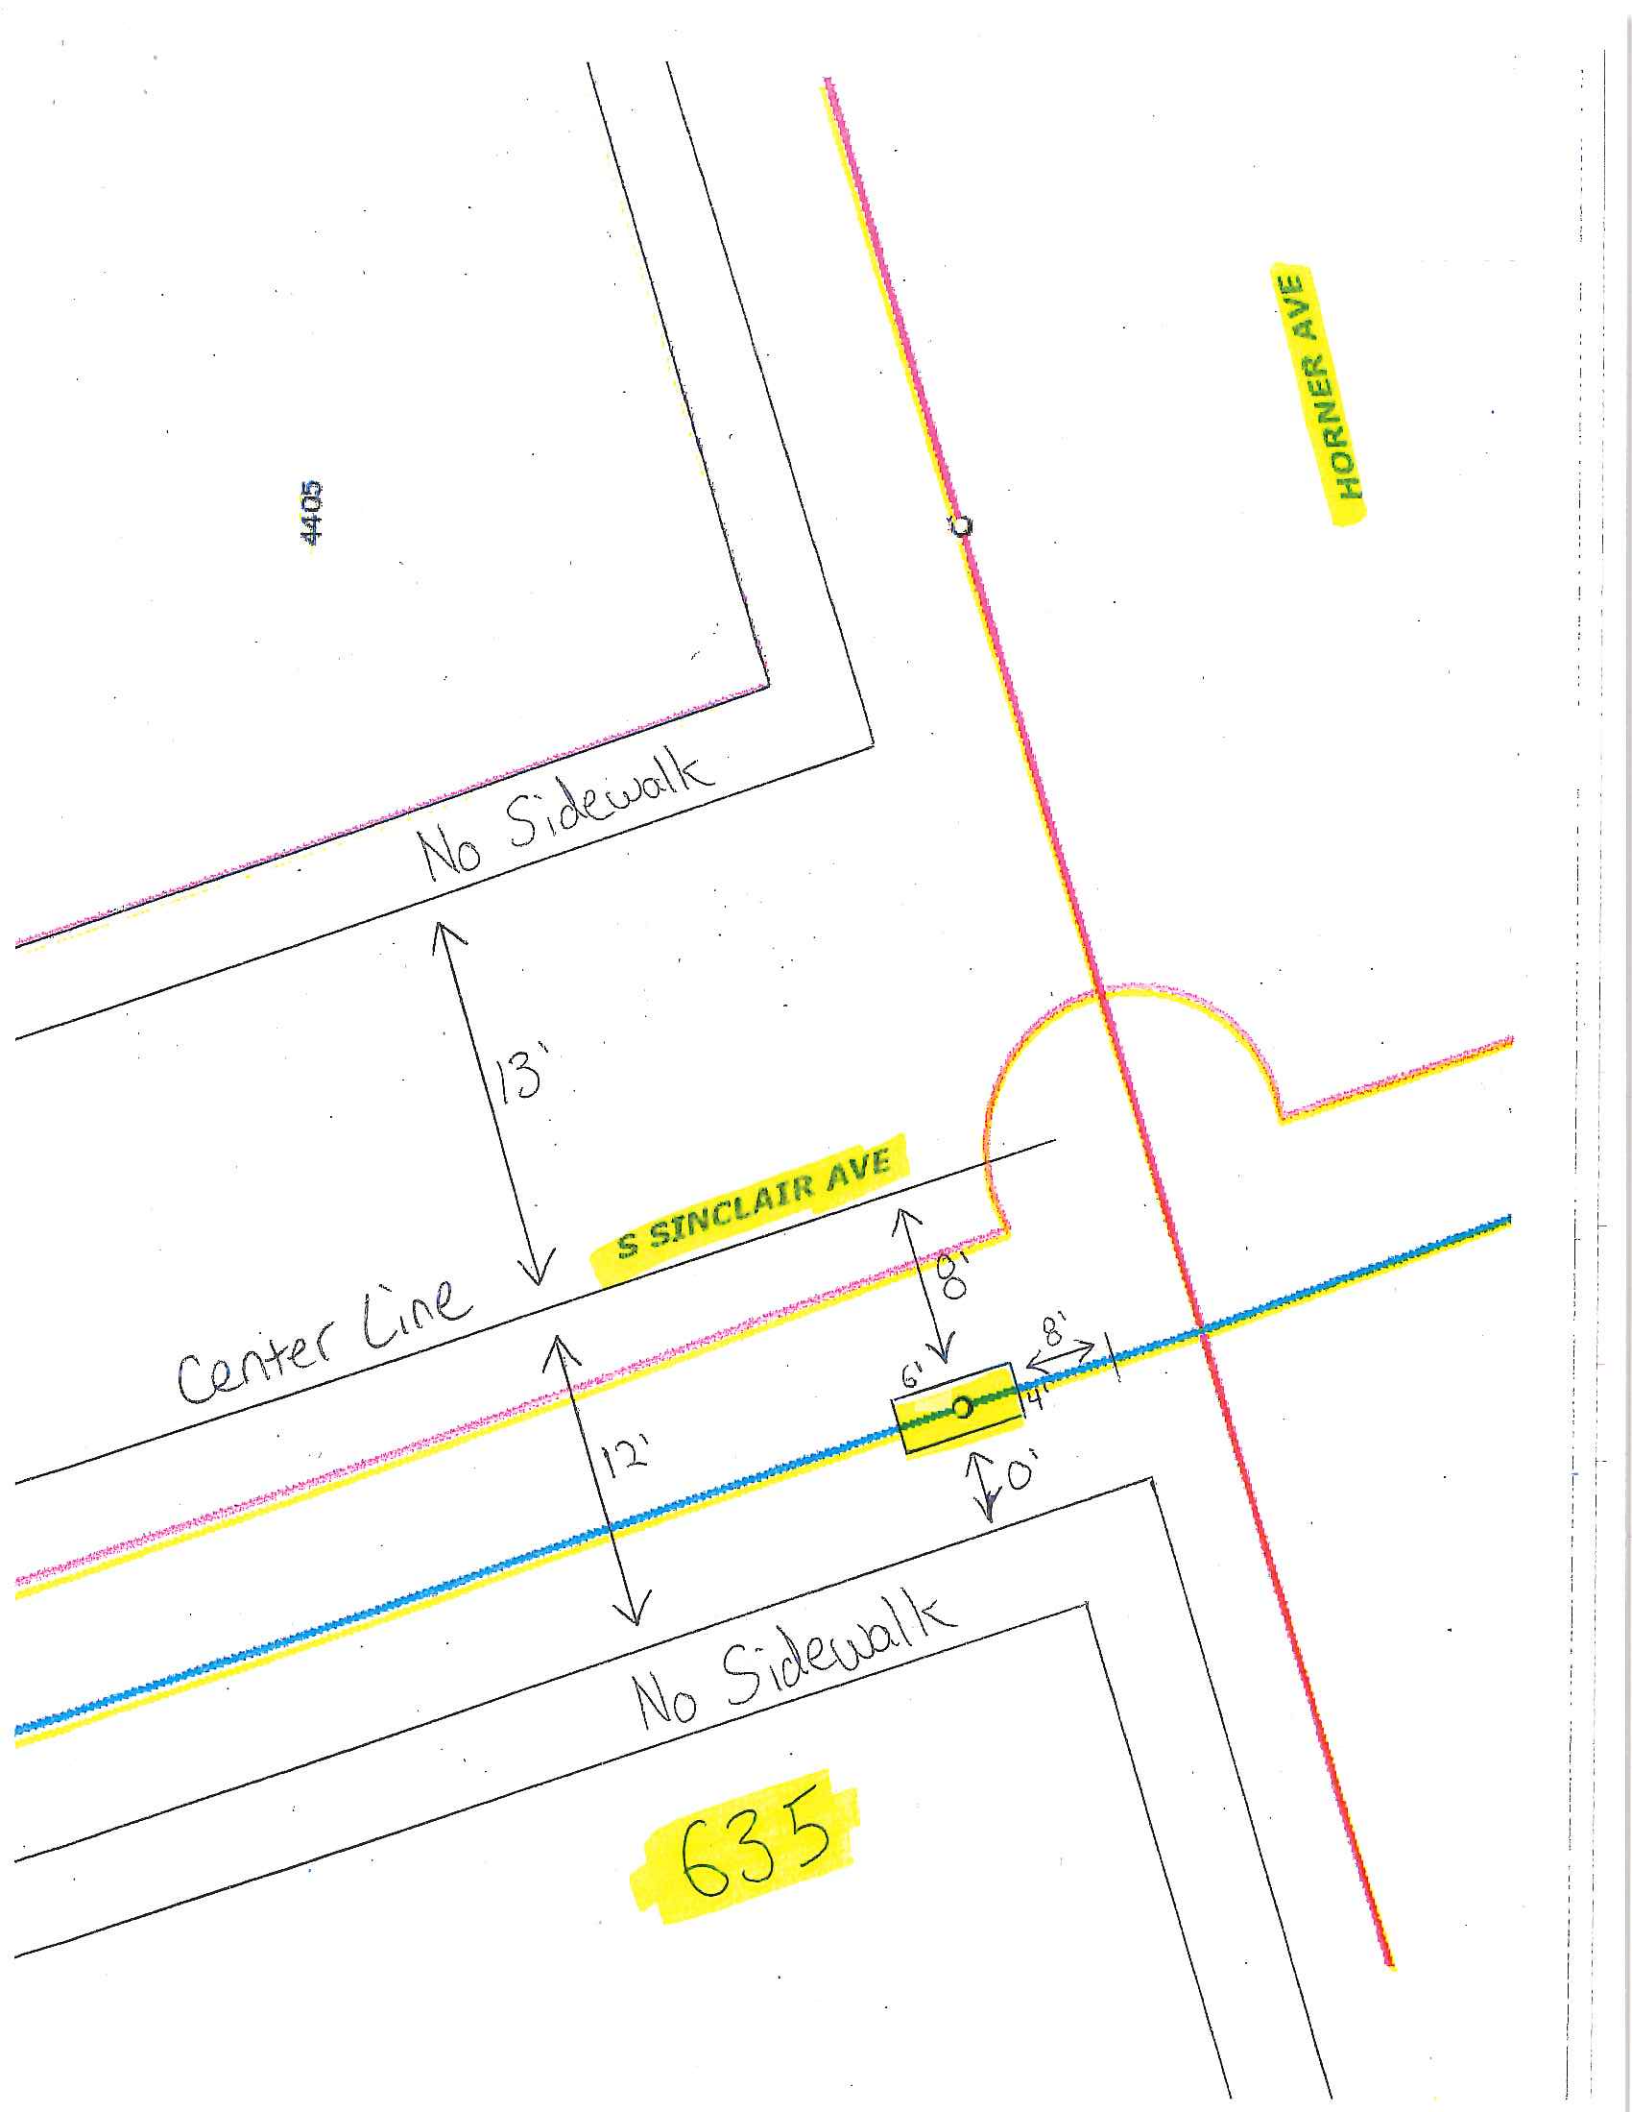 HORNER AVE
4405
No Sidewalk
13'
S SINCLAIR AVE
8'
Center Line
8'
6'
4'
12'
0'
No Sidewalk
635